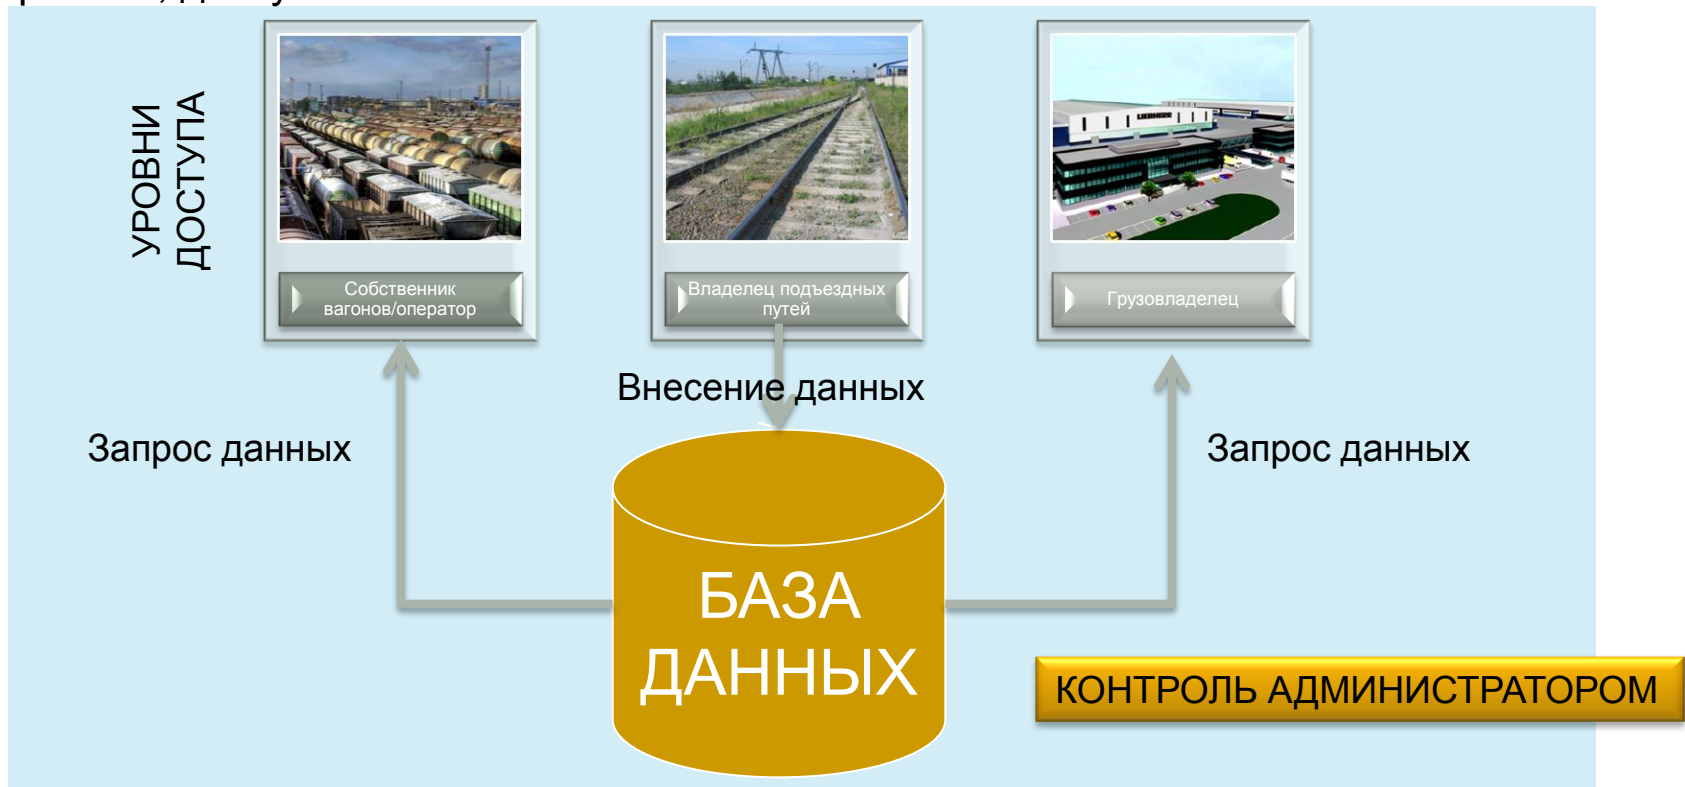 УРОВНИ
ДОСТУПА
LIEBHERR
Собственник
вагонов/оператор
Владелец подъездных
путей
Грузовладелец
Внесение данных
Запрос данных
Запрос данных
БАЗА
ДАННЫХ
КОНТРОЛЬ АДМИНИСТРАТОРОМ